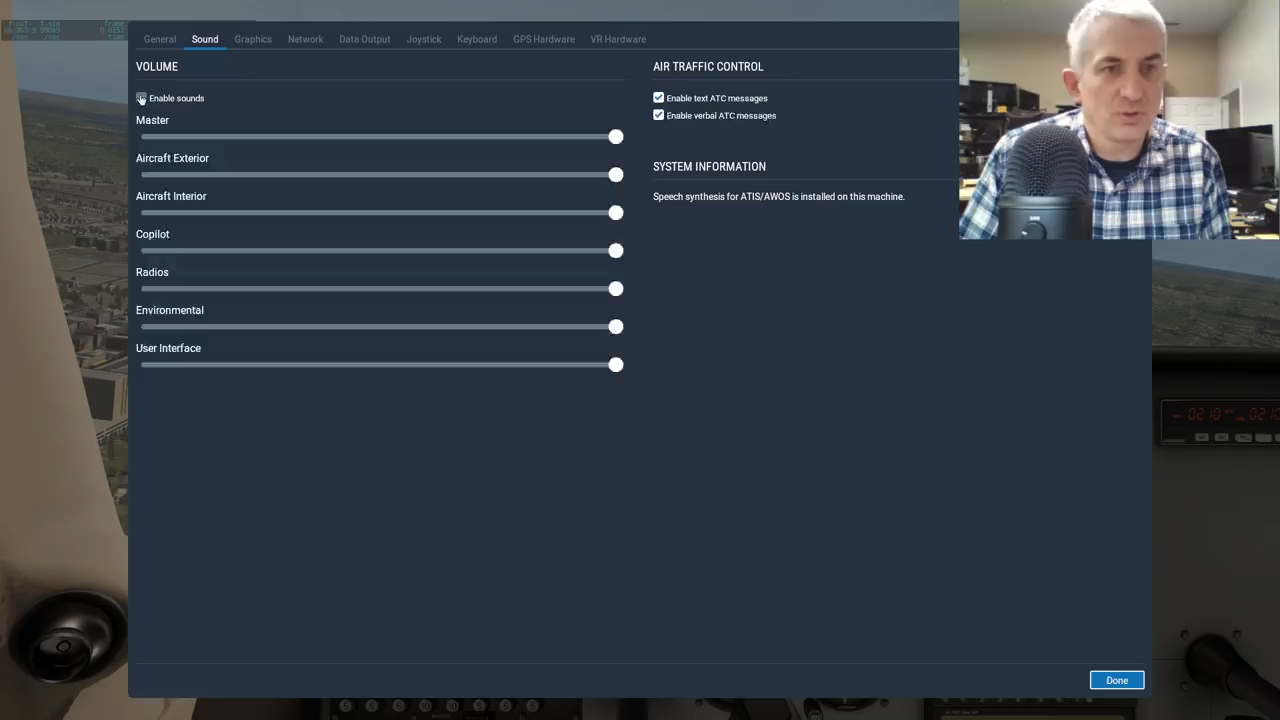 General Sound Graphics Network Data Output Joystick Keyboard GPS Hardware VR Hardware
VOLUME
Enable sounds
Master
Aircraft Exterior
Aircraft Interior
Copilot
Radios
Environmental
User Interface
AIR TRAFFIC CONTROL
Enable text ATC messages
Enable verbal ATC messages
SYSTEM INFORMATION
Speech synthesis for ATIS/AWOS is installed on this machine.
Done